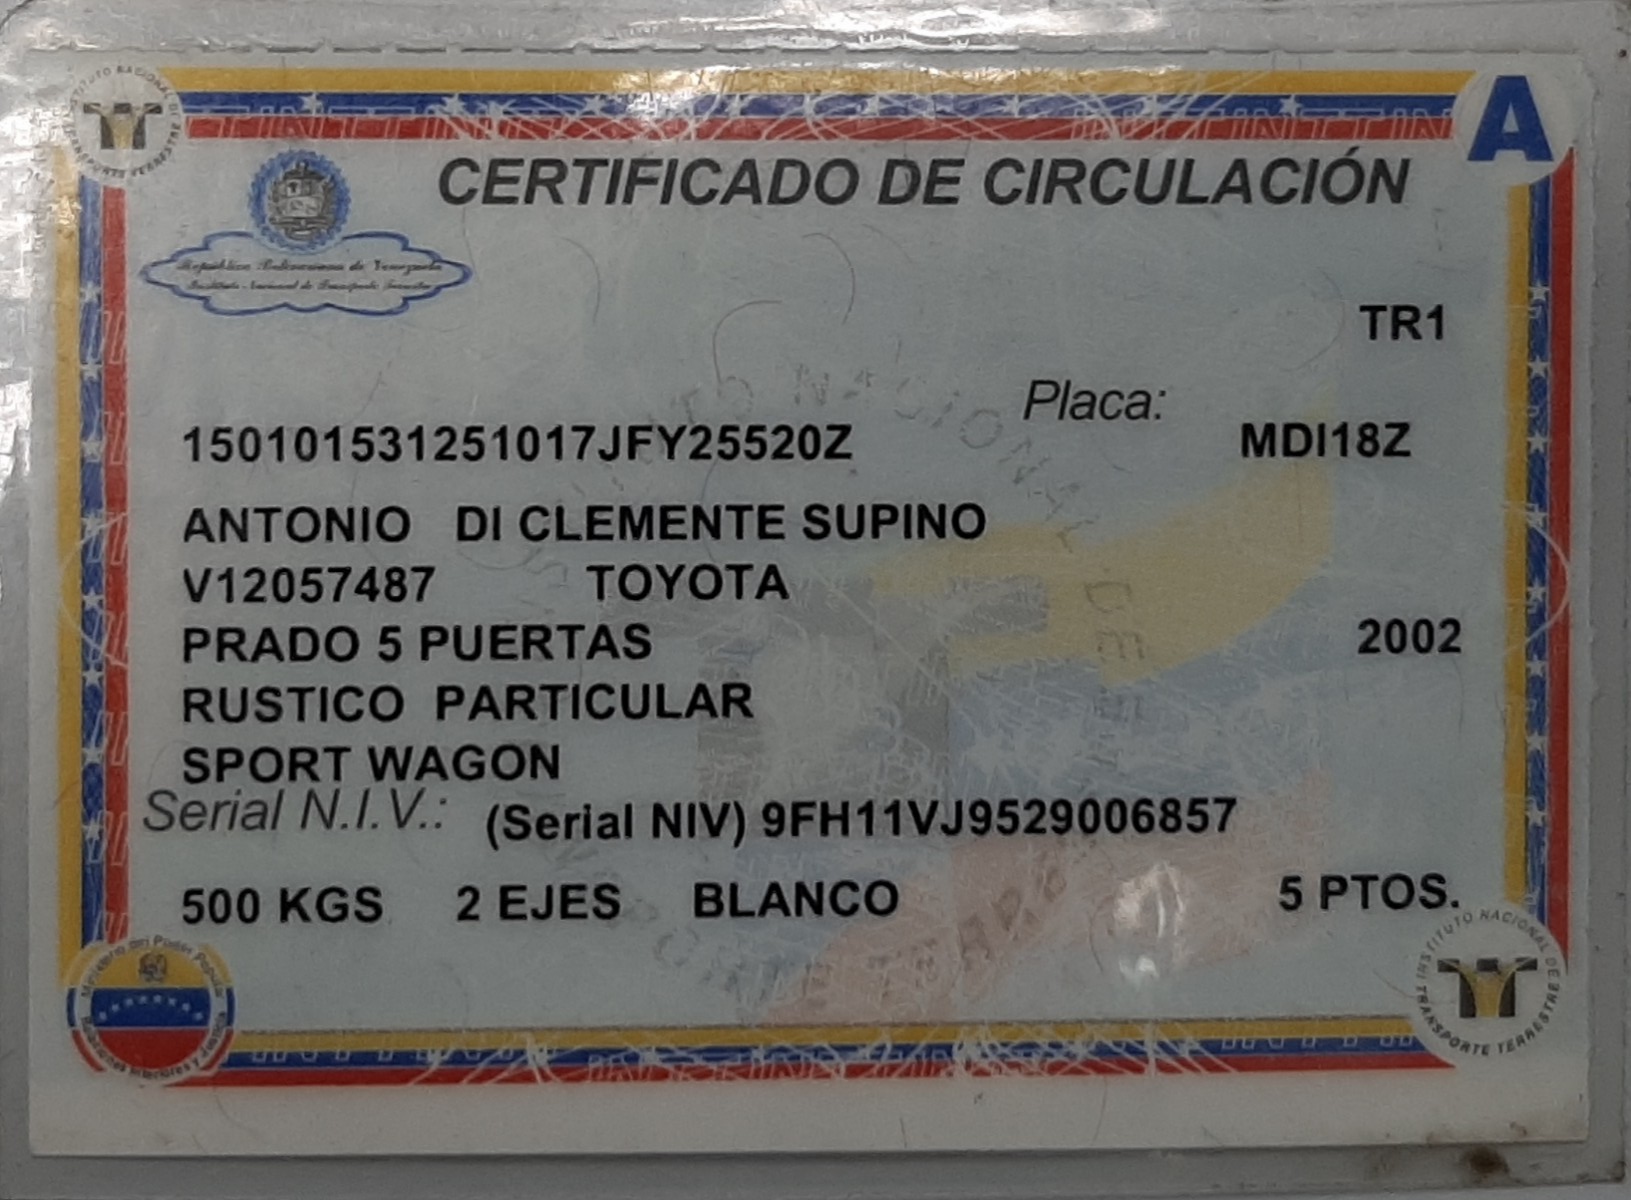 INSTITUTO NACIONAL DE TRANSPORTE TERRESTRE
A
CERTIFICADO DE CIRCULACIÓN
República Bolivariana de Venezuela
Instituto Nacional de Transporte Terrestre
TR1
Placa:
150101531251017JFY25520Z MDI18Z
ANTONIO DI CLEMENTE SUPINO
V12057487 TOYOTA
PRADO 5 PUERTAS 2002
RUSTICO PARTICULAR
SPORT WAGON
Serial N.I.V.: (Serial NIV) 9FH11VJ9529006857
500 KGS 2 EJES BLANCO 5 PTOS.
Ministerio del Poder Popular
Relaciones Interiores y Justicia
INSTITUTO NACIONAL DE TRANSPORTE TERRESTRE